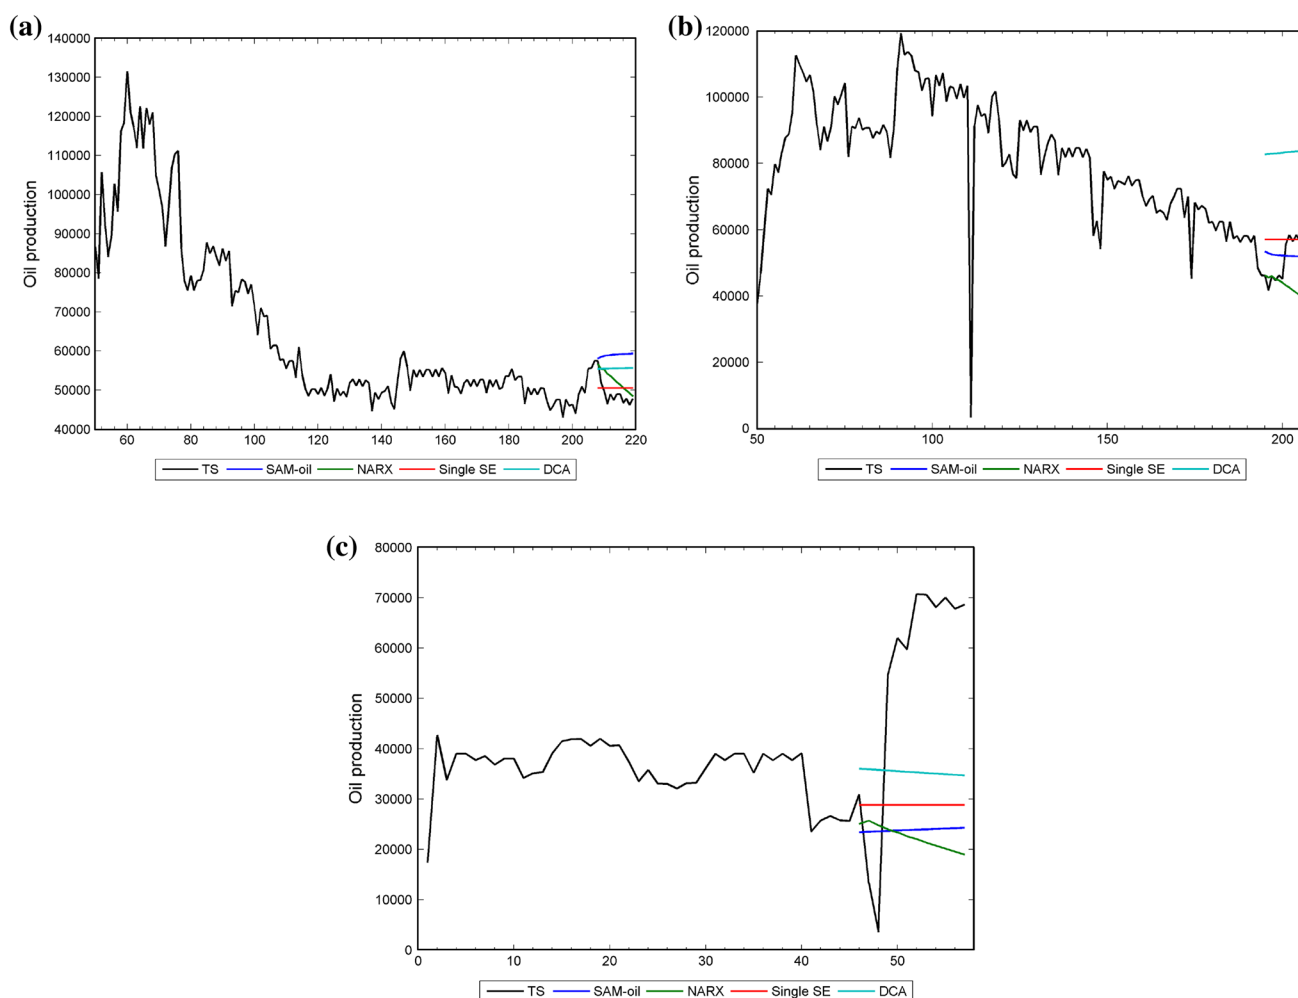 (a)
140000
130000
120000
110000
100000
90000
80000
70000
60000
50000
40000
Oil production
60 80 100 120 140 160 180 200 220
TS SAM-oil NARX Single SE DCA
(b)
120000
100000
80000
60000
40000
20000
0
Oil production
50 100 150 200
TS SAM-oil NARX Single SE DCA
(c)
80000
70000
60000
50000
40000
30000
20000
10000
0
Oil production
0 10 20 30 40 50
TS SAM-oil NARX Single SE DCA